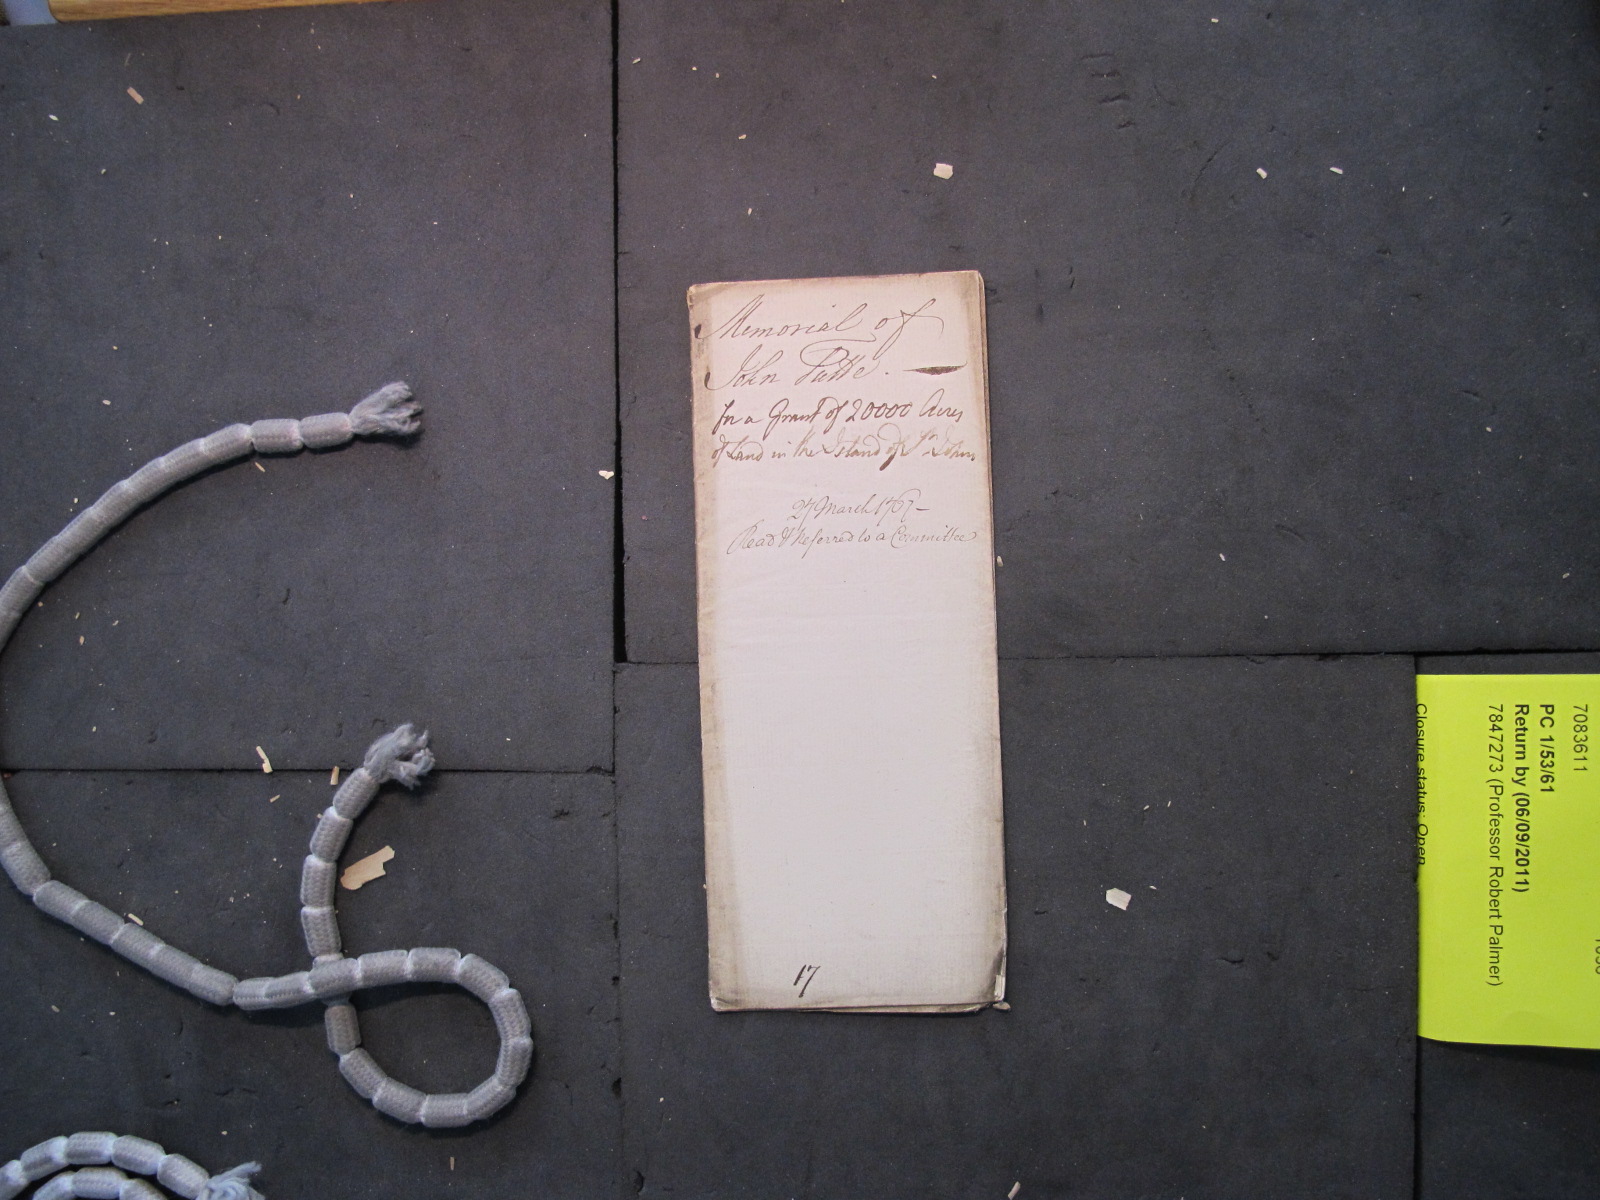 Memorial of
John Patte. —
for a Grant of 20000 Acres
of Land in the Island of St. Johns
27 March 1767 –
Read & referred to a Committee
17
7083611
PC 1/53/61
Return by (06/09/2011)
7847273 (Professor Robert Palmer)
Closure status: Open